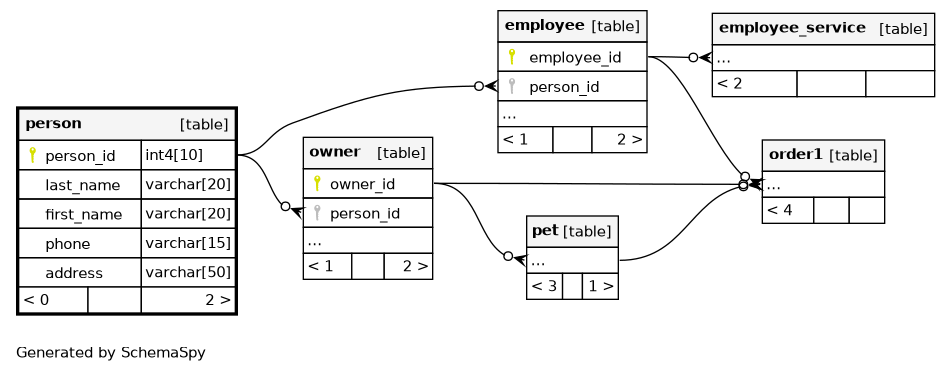 person [table]
person_id int4[10]
last_name varchar[20]
first_name varchar[20]
phone varchar[15]
address varchar[50]
< 0 2 >
owner [table]
owner_id
person_id
...
< 1 2 >
employee [table]
employee_id
person_id
...
< 1 2 >
pet [table]
...
< 3 1 >
employee_service [table]
...
< 2
order1 [table]
...
< 4
Generated by SchemaSpy